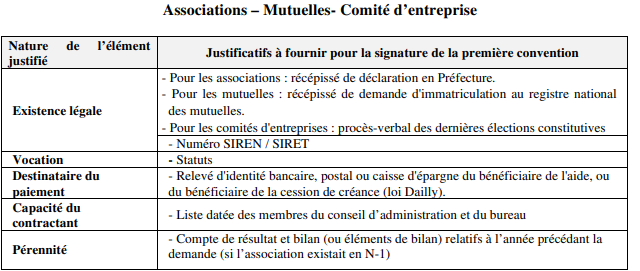 Associations – Mutuelles- Comité d'entreprise
Nature de l'élément justifié
Justificatifs à fournir pour la signature de la première convention
Existence légale
- Pour les associations : récépissé de déclaration en Préfecture.
- Pour les mutuelles : récépissé de demande d'immatriculation au registre national
des mutuelles.
- Pour les comités d'entreprises : procès-verbal des dernières élections constitutives
- Numéro SIREN / SIRET
Vocation
- Statuts
Destinataire du
paiement
- Relevé d'identité bancaire, postal ou caisse d'épargne du bénéficiaire de l'aide, ou
du bénéficiaire de la cession de créance (loi Dailly).
Capacité du
contractant
- Liste datée des membres du conseil d'administration et du bureau
Pérennité
- Compte de résultat et bilan (ou éléments de bilan) relatifs à l'année précédant la
demande (si l'association existait en N-1)